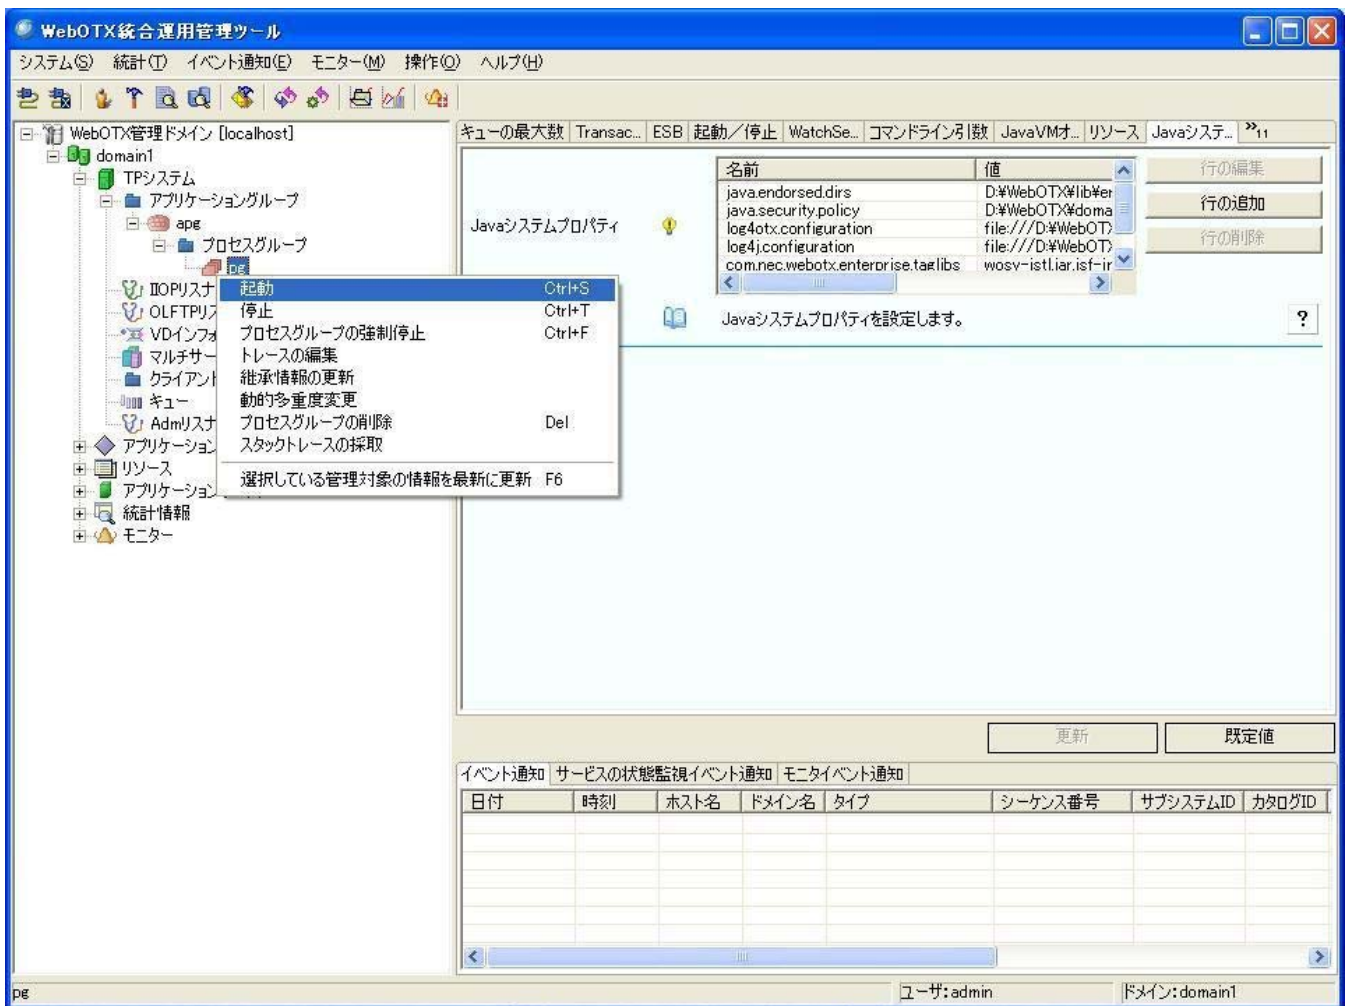 WebOTX統合運用管理ツール
システム(S) 統計(T) イベント通知(E) モニター(M) 操作(O) ヘルプ(H)
WebOTX管理ドメイン [localhost]
domain1
TPシステム
アプリケーショングループ
apg
プロセスグループ
pg
IIOPリスナ
OLFTPリス
VDインフォ
マルチサー
クライアント
キュー
Admリスナ
アプリケーション
リソース
アプリケーション
統計情報
モニター
起動 Ctrl+S
停止 Ctrl+T
プロセスグループの強制停止 Ctrl+F
トレースの編集
継承情報の更新
動的多重度変更
プロセスグループの削除 Del
スタックトレースの採取
選択している管理対象の情報を最新に更新 F6
キューの最大数 Transac... ESB 起動/停止 WatchSe... コマンドライン引数 JavaVMオ... リソース Javaシステ... »11
Javaシステムプロパティ
名前 値
java.endorsed.dirs D:¥WebOTX¥lib¥er
java.security.policy D:¥WebOTX¥doma
log4otx.configuration file:///D:¥WebOT
log4j.configuration file:///D:¥WebOT
com.nec.webotx.enterprise.taglibs wosv-jstl.jar,jsf-ir
行の編集
行の追加
行の削除
Javaシステムプロパティを設定します。 ?
更新 既定値
イベント通知 サービスの状態監視イベント通知 モニタイベント通知
日付 時刻 ホスト名 ドメイン名 タイプ シーケンス番号 サブシステムID カタログID
pg ユーザ:admin ドメイン:domain1